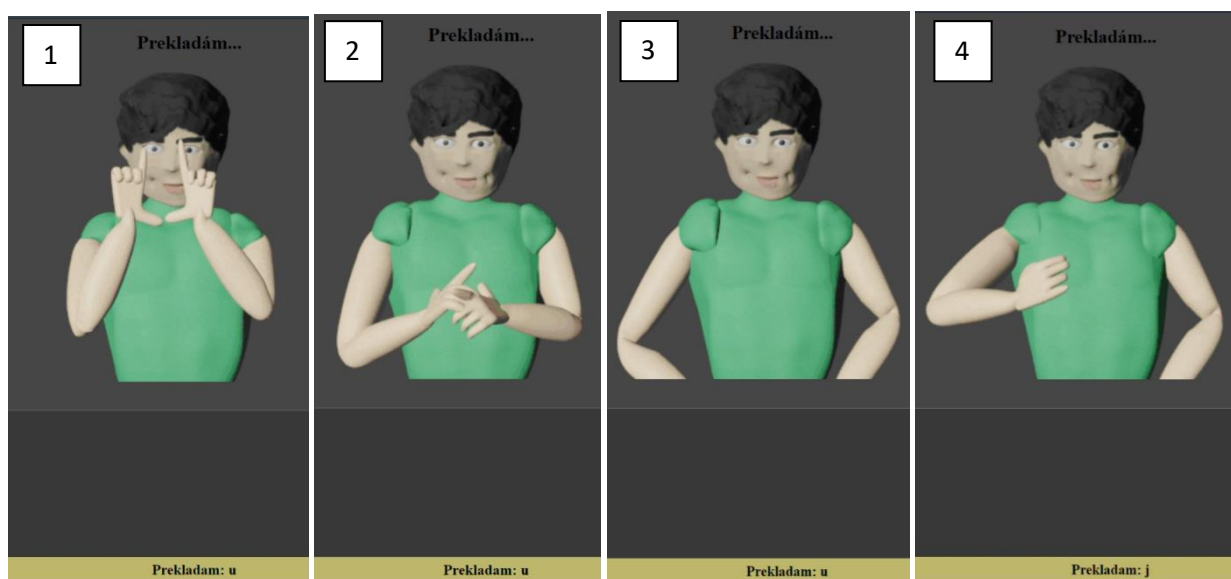 1
Prekladám...
Prekladam: u
2
Prekladám...
Prekladam: u
3
Prekladám...
Prekladam: u
4
Prekladám...
Prekladam: j